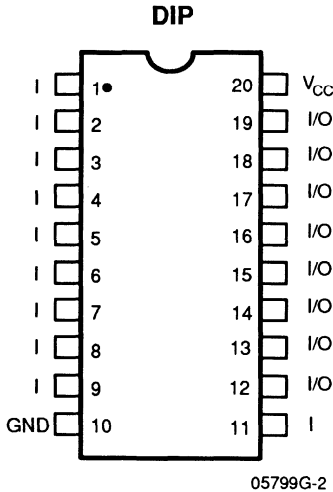 DIP
I 1 20 VCC
I 2 19 I/O
I 3 18 I/O
I 4 17 I/O
I 5 16 I/O
I 6 15 I/O
I 7 14 I/O
I 8 13 I/O
I 9 12 I/O
GND 10 11 I
05799G-2